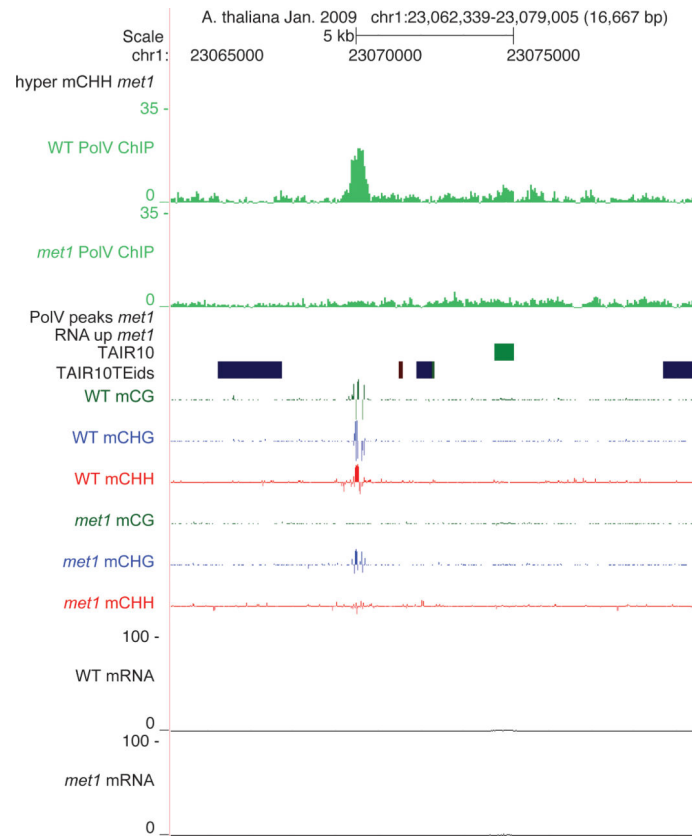 A. thaliana Jan. 2009 chr1:23,062,339-23,079,005 (16,667 bp)
Scale 5 kb
chr1: 23065000 23070000 23075000
hyper mCHH met1
35 -
WT PolV ChIP
0 _
35 -
met1 PolV ChIP
0 _
PolV peaks met1
RNA up met1
TAIR10
TAIR10TEids
WT mCG
WT mCHG
WT mCHH
met1 mCG
met1 mCHG
met1 mCHH
100 -
WT mRNA
0 _
100 -
met1 mRNA
0 _